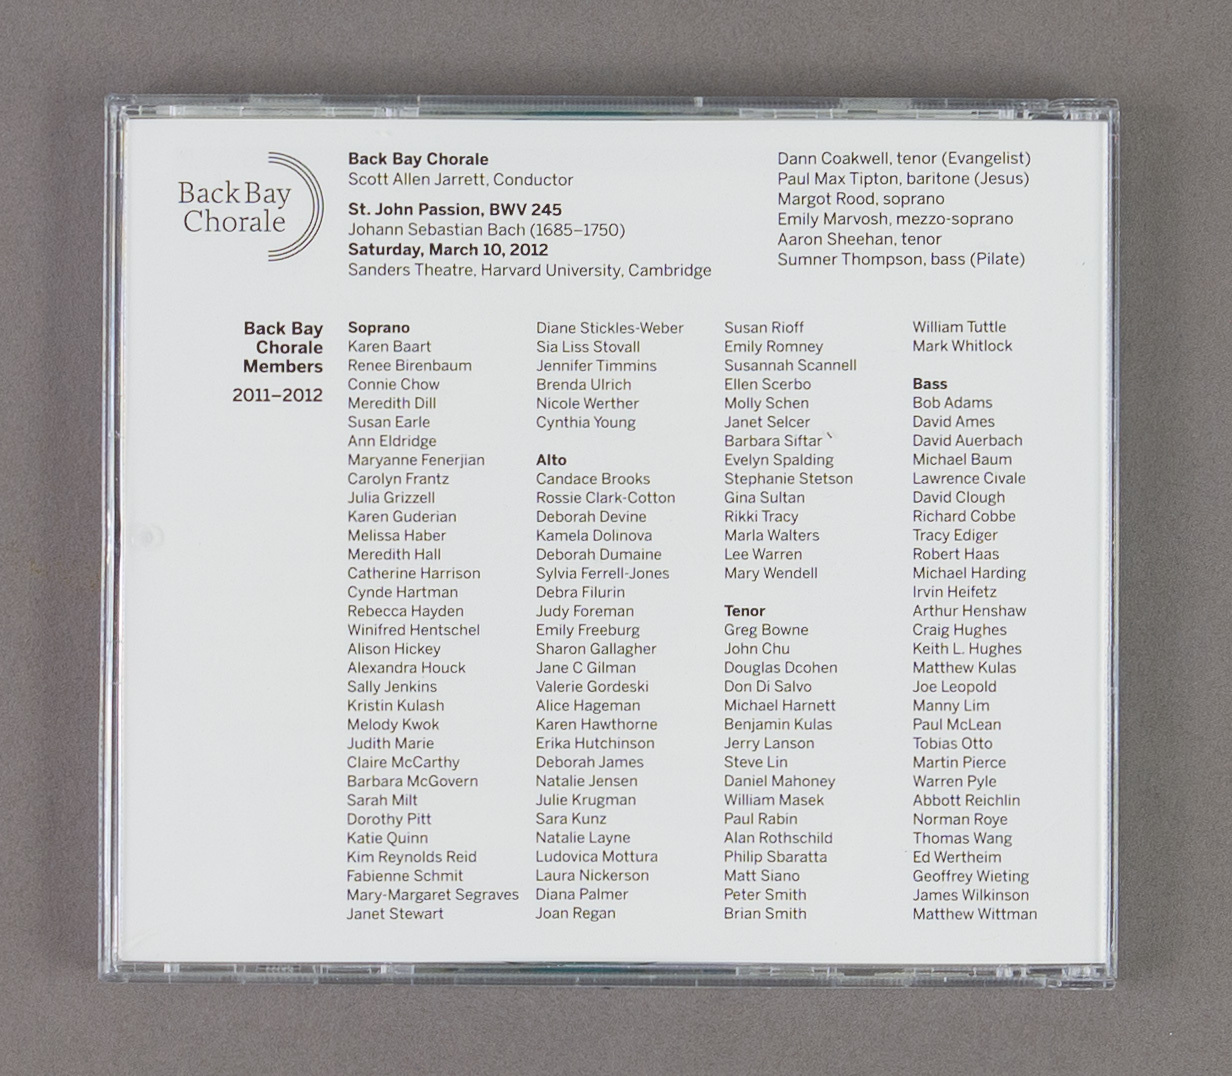 Back Bay
Chorale
Back Bay Chorale
Scott Allen Jarrett, Conductor
St. John Passion, BWV 245
Johann Sebastian Bach (1685–1750)
Saturday, March 10, 2012
Sanders Theatre, Harvard University, Cambridge
Dann Coakwell, tenor (Evangelist)
Paul Max Tipton, baritone (Jesus)
Margot Rood, soprano
Emily Marvosh, mezzo-soprano
Aaron Sheehan, tenor
Sumner Thompson, bass (Pilate)
Back Bay
Chorale
Members
2011–2012
Soprano
Karen Baart
Renee Birenbaum
Connie Chow
Meredith Dill
Susan Earle
Ann Eldridge
Maryanne Fenerjian
Carolyn Frantz
Julia Grizzell
Karen Guderian
Melissa Haber
Meredith Hall
Catherine Harrison
Cynde Hartman
Rebecca Hayden
Winifred Hentschel
Alison Hickey
Alexandra Houck
Sally Jenkins
Kristin Kulash
Melody Kwok
Judith Marie
Claire McCarthy
Barbara McGovern
Sarah Milt
Dorothy Pitt
Katie Quinn
Kim Reynolds Reid
Fabienne Schmit
Mary-Margaret Segraves
Janet Stewart
Diane Stickles-Weber
Sia Liss Stovall
Jennifer Timmins
Brenda Ulrich
Nicole Werther
Cynthia Young
Alto
Candace Brooks
Rossie Clark-Cotton
Deborah Devine
Kamela Dolinova
Deborah Dumaine
Sylvia Ferrell-Jones
Debra Filurin
Judy Foreman
Emily Freeburg
Sharon Gallagher
Jane C Gilman
Valerie Gordeski
Alice Hageman
Karen Hawthorne
Erika Hutchinson
Deborah James
Natalie Jensen
Julie Krugman
Sara Kunz
Natalie Layne
Ludovica Mottura
Laura Nickerson
Diana Palmer
Joan Regan
Susan Rioff
Emily Romney
Susannah Scannell
Ellen Scerbo
Molly Schen
Janet Selcer
Barbara Siftar
Evelyn Spalding
Stephanie Stetson
Gina Sultan
Rikki Tracy
Marla Walters
Lee Warren
Mary Wendell
Tenor
Greg Bowne
John Chu
Douglas Dcohen
Don Di Salvo
Michael Harnett
Benjamin Kulas
Jerry Lanson
Steve Lin
Daniel Mahoney
William Masek
Paul Rabin
Alan Rothschild
Philip Sbaratta
Matt Siano
Peter Smith
Brian Smith
William Tuttle
Mark Whitlock
Bass
Bob Adams
David Ames
David Auerbach
Michael Baum
Lawrence Civale
David Clough
Richard Cobbe
Tracy Ediger
Robert Haas
Michael Harding
Irvin Heifetz
Arthur Henshaw
Craig Hughes
Keith L. Hughes
Matthew Kulas
Joe Leopold
Manny Lim
Paul McLean
Tobias Otto
Martin Pierce
Warren Pyle
Abbott Reichlin
Norman Roye
Thomas Wang
Ed Wertheim
Geoffrey Wieting
James Wilkinson
Matthew Wittman